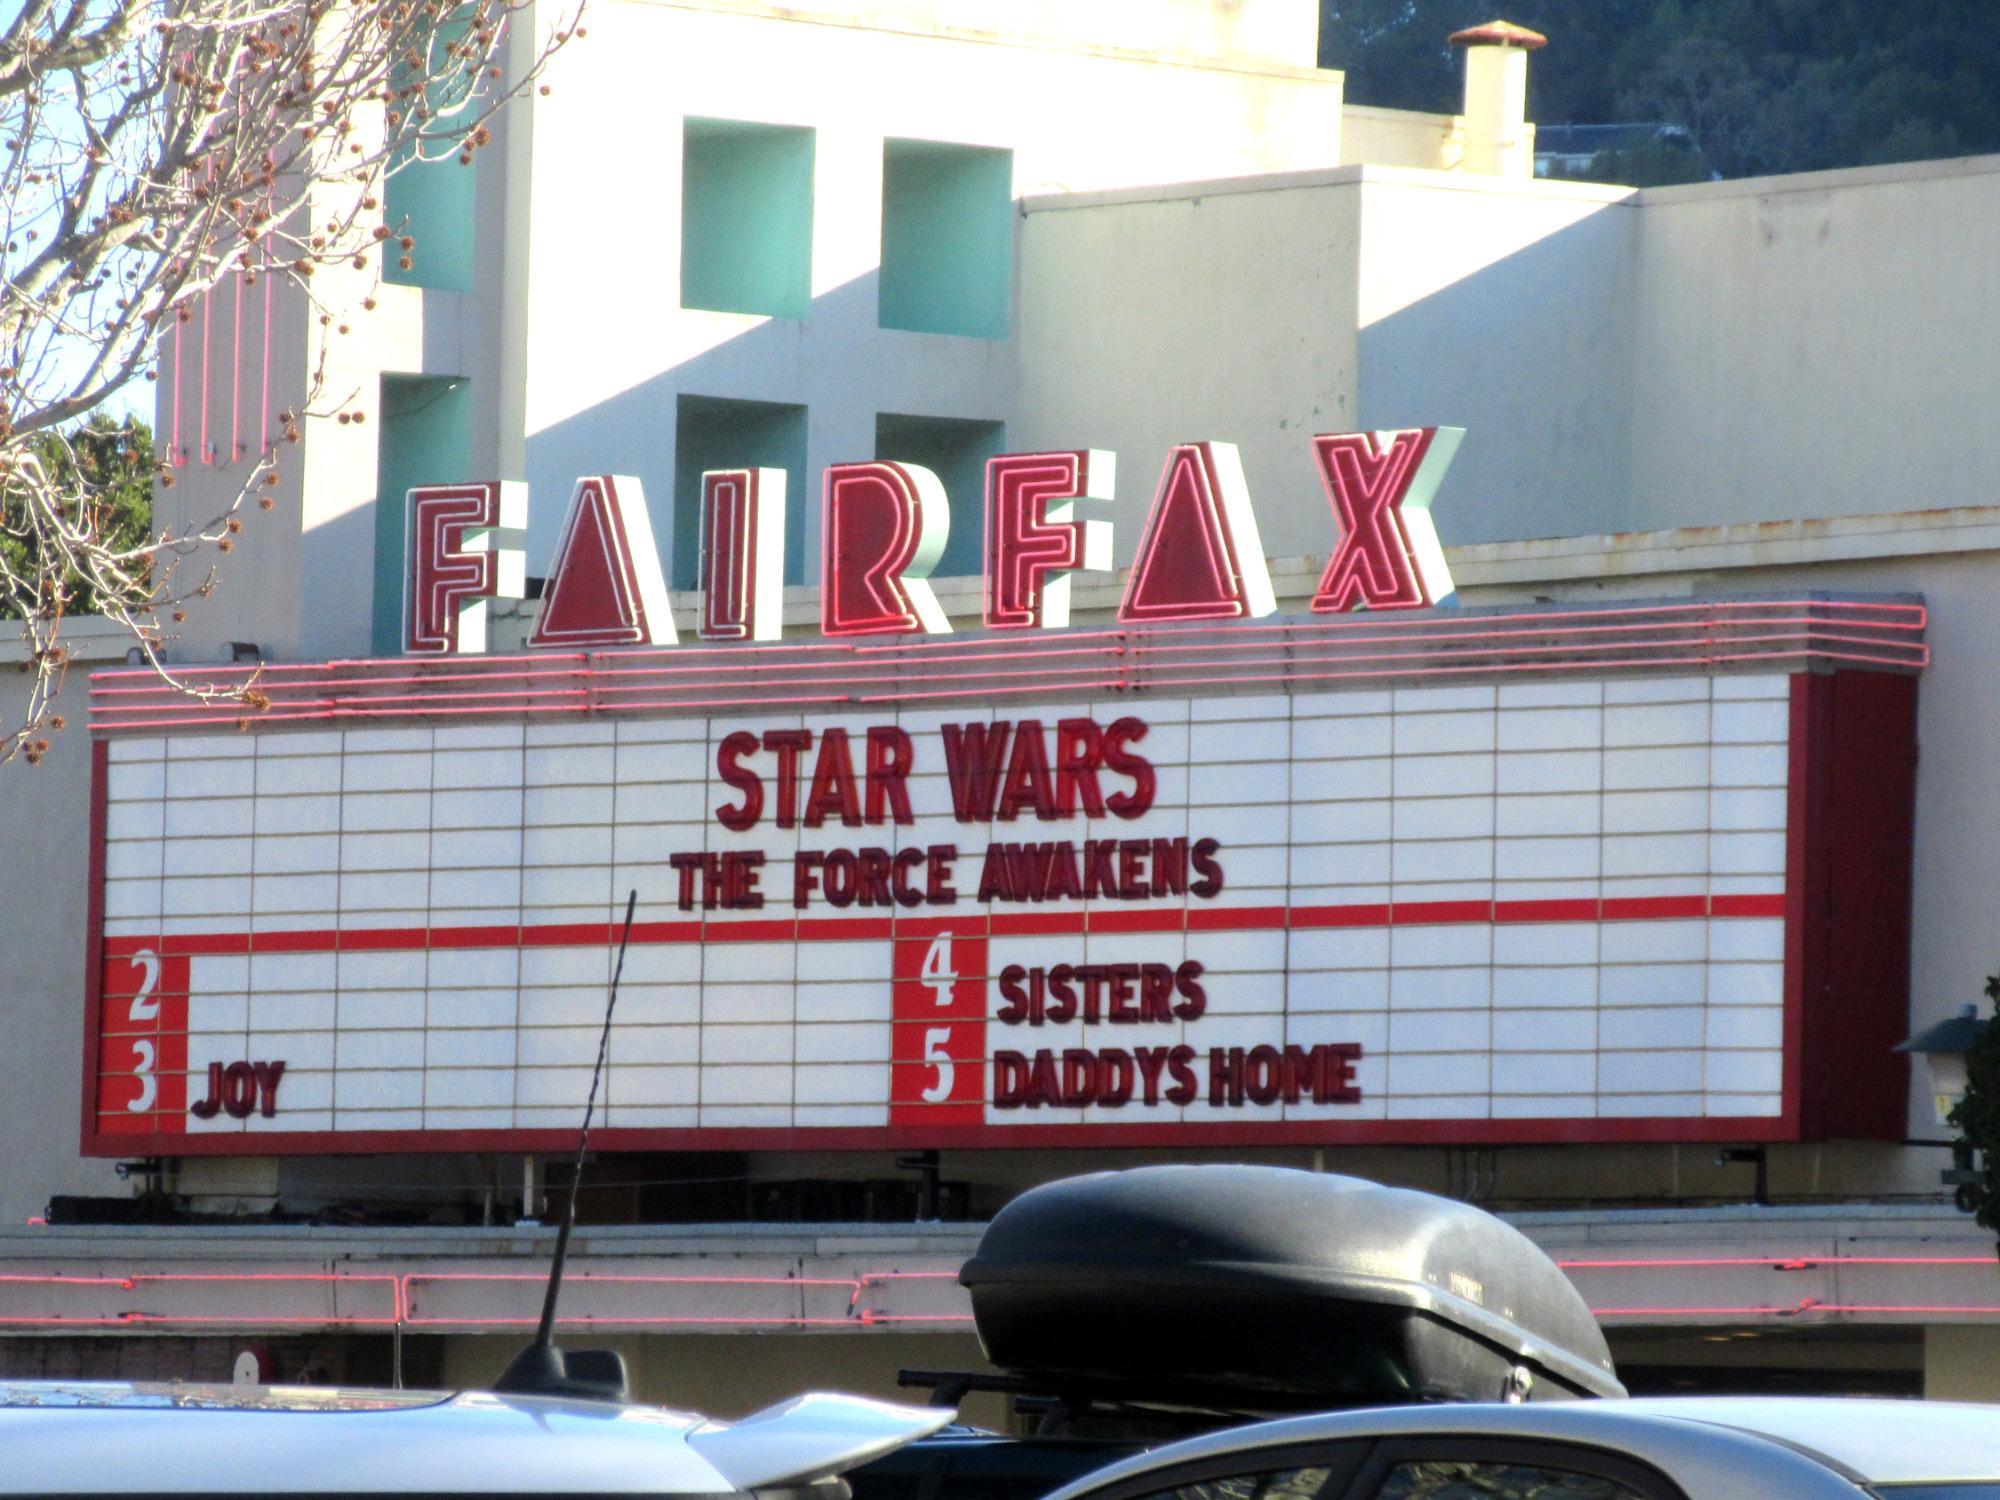 FAIRFAX
STAR WARS
THE FORCE AWAKENS
2
3 JOY
4 SISTERS
5 DADDYS HOME